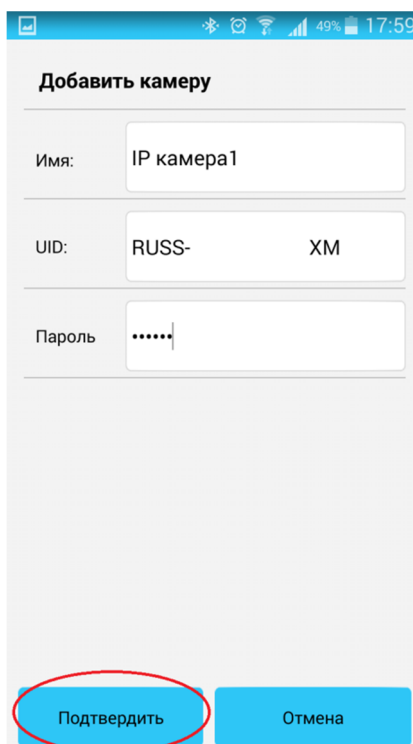 49% 17:59
Добавить камеру
Имя: IP камера1
UID: RUSS- XM
Пароль ••••••
Подтвердить Отмена